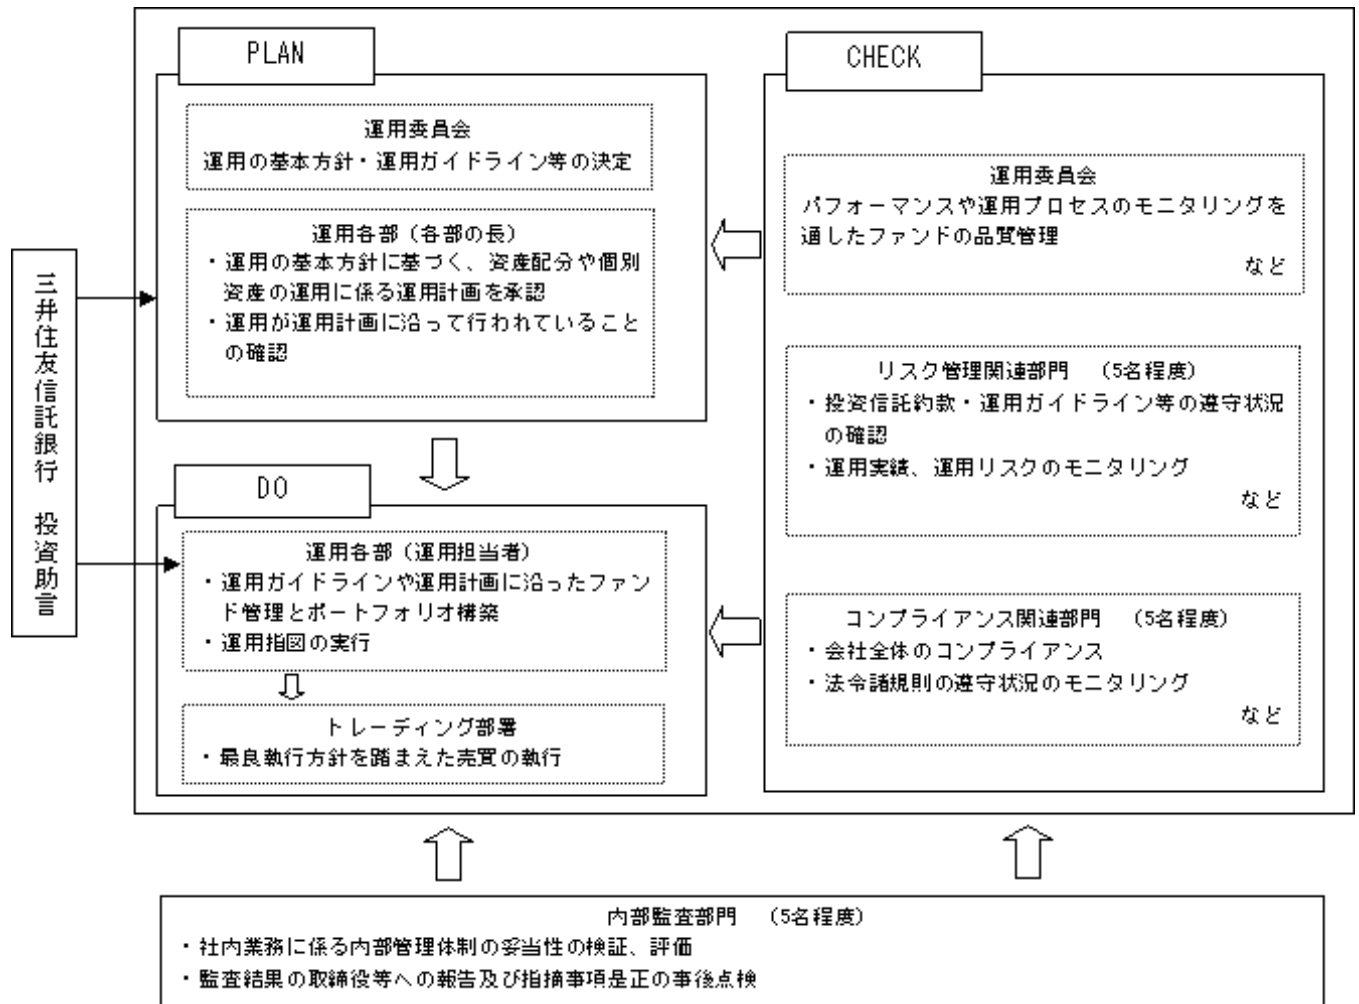 PLAN
運用委員会
運用の基本方針・運用ガイドライン等の決定
運用各部（各部の長）
・運用の基本方針に基づく、資産配分や個別
資産の運用に係る運用計画を承認
・運用が運用計画に沿って行われていること
の確認
三井住友信託銀行　投資助言
DO
運用各部（運用担当者）
・運用ガイドラインや運用計画に沿ったファン
ド管理とポートフォリオ構築
・運用指図の実行
トレーディング部署
・最良執行方針を踏まえた売買の執行
CHECK
運用委員会
パフォーマンスや運用プロセスのモニタリングを
通したファンドの品質管理
など
リスク管理関連部門　（5名程度）
・投資信託約款・運用ガイドライン等の遵守状況
の確認
・運用実績、運用リスクのモニタリング
など
コンプライアンス関連部門　（5名程度）
・会社全体のコンプライアンス
・法令諸規則の遵守状況のモニタリング
など
内部監査部門　（5名程度）
・社内業務に係る内部管理体制の妥当性の検証、評価
・監査結果の取締役等への報告及び指摘事項是正の事後点検